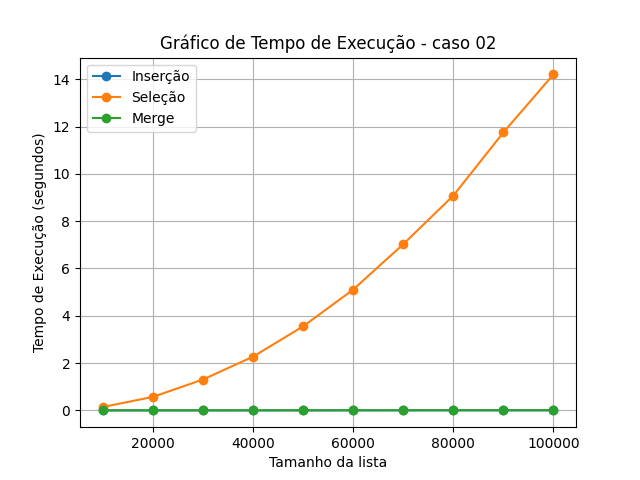 Gráfico de Tempo de Execução - caso 02
Inserção
Seleção
Merge
Tempo de Execução (segundos)
14
12
10
8
6
4
2
0
20000
40000
60000
80000
100000
Tamanho da lista